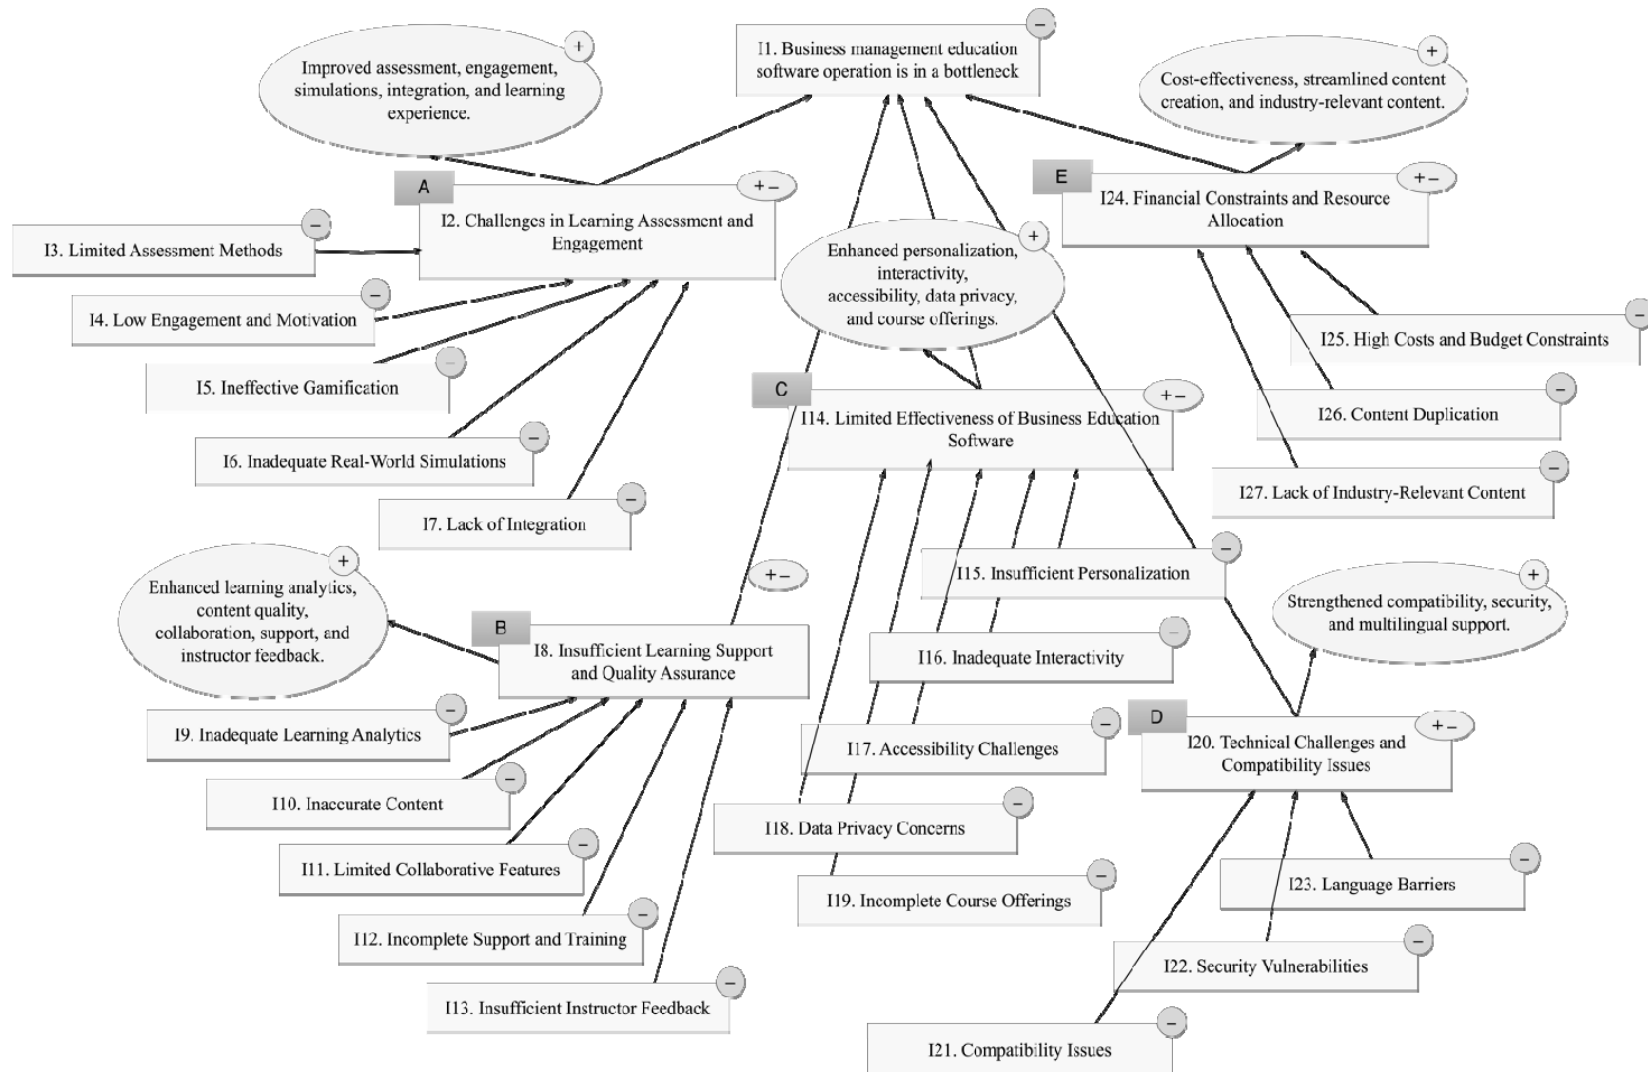 I1. Business management education
software operation is in a bottleneck
−
Improved assessment, engagement,
simulations, integration, and learning
experience.
+
Cost-effectiveness, streamlined content
creation, and industry-relevant content.
+
A
+ −
I2. Challenges in Learning Assessment and
Engagement
E
+ −
I24. Financial Constraints and Resource
Allocation
I3. Limited Assessment Methods
−
I4. Low Engagement and Motivation
−
I5. Ineffective Gamification
−
I6. Inadequate Real-World Simulations
−
I7. Lack of Integration
−
Enhanced personalization,
interactivity,
accessibility, data privacy,
and course offerings.
+
I25. High Costs and Budget Constraints
−
I26. Content Duplication
−
I27. Lack of Industry-Relevant Content
−
C
+ −
I14. Limited Effectiveness of Business Education
Software
I15. Insufficient Personalization
−
I16. Inadequate Interactivity
−
I17. Accessibility Challenges
−
I18. Data Privacy Concerns
−
I19. Incomplete Course Offerings
−
Enhanced learning analytics,
content quality,
collaboration, support, and
instructor feedback.
+
B
+ −
I8. Insufficient Learning Support
and Quality Assurance
I9. Inadequate Learning Analytics
−
I10. Inaccurate Content
−
I11. Limited Collaborative Features
−
I12. Incomplete Support and Training
−
I13. Insufficient Instructor Feedback
−
Strengthened compatibility, security,
and multilingual support.
+
D
+ −
I20. Technical Challenges and
Compatibility Issues
I23. Language Barriers
−
I22. Security Vulnerabilities
−
I21. Compatibility Issues
−